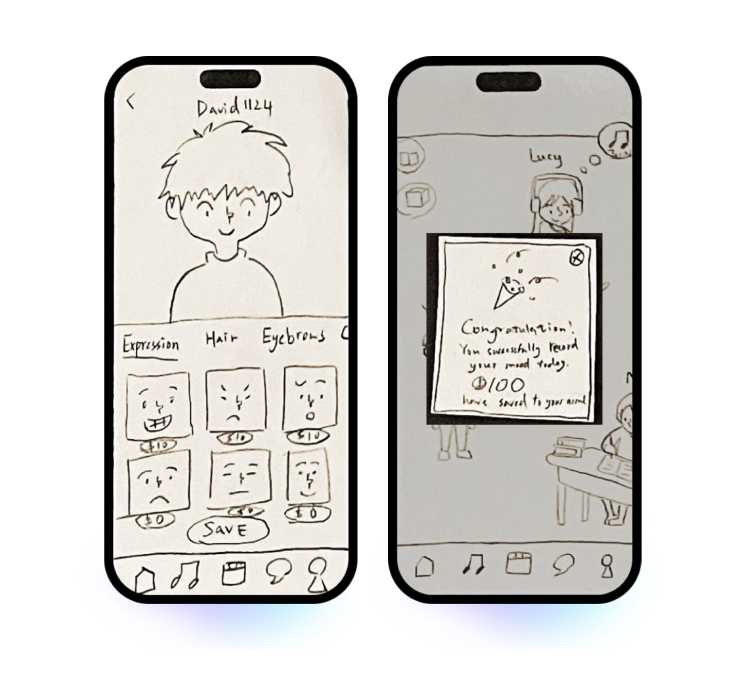 David1124
Expression Hair Eyebrows
$10 $10 $10
$0 $0 $0
SAVE
Lucy
Congratulation!
You successfully record
your mood today.
$100
have saved to your